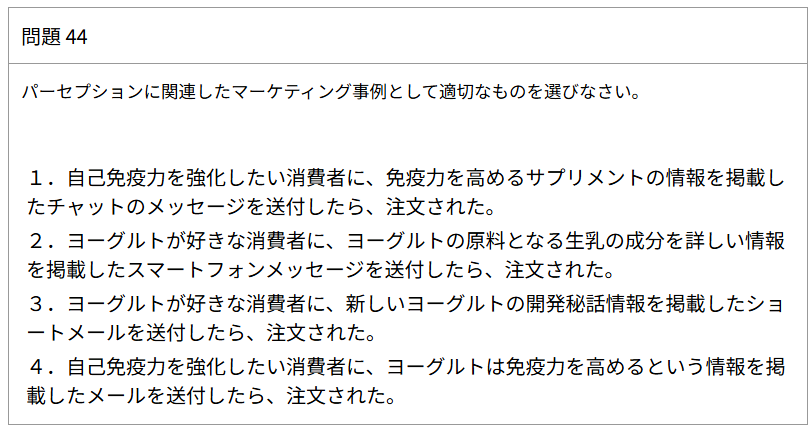 問題 44
パーセプションに関連したマーケティング事例として適切なものを選びなさい。
１．自己免疫力を強化したい消費者に、免疫力を高めるサプリメントの情報を掲載し
たチャットのメッセージを送付したら、注文された。
２．ヨーグルトが好きな消費者に、ヨーグルトの原料となる生乳の成分を詳しい情報
を掲載したスマートフォンメッセージを送付したら、注文された。
３．ヨーグルトが好きな消費者に、新しいヨーグルトの開発秘話情報を掲載したショ
ートメールを送付したら、注文された。
４．自己免疫力を強化したい消費者に、ヨーグルトは免疫力を高めるという情報を掲
載したメールを送付したら、注文された。